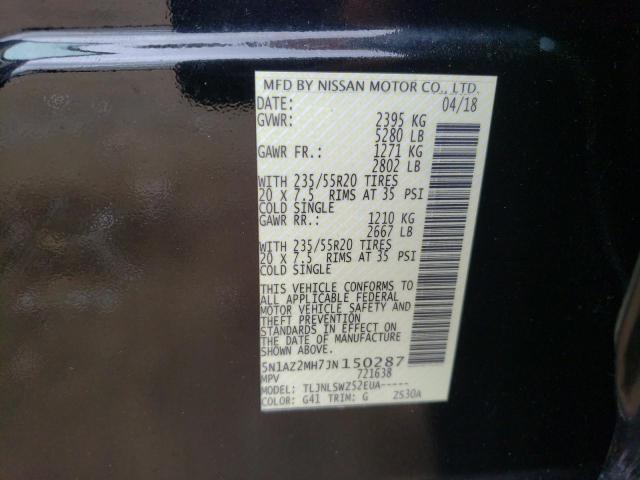 MFD BY NISSAN MOTOR CO., LTD.
DATE: 04/18
GVWR: 2395 KG
5280 LB
GAWR FR.: 1271 KG
2802 LB
WITH 235/55R20 TIRES
20 X 7.5 RIMS AT 35 PSI
COLD SINGLE
GAWR RR.: 1210 KG
2667 LB
WITH 235/55R20 TIRES
20 X 7.5 RIMS AT 35 PSI
COLD SINGLE
THIS VEHICLE CONFORMS TO
ALL APPLICABLE FEDERAL
MOTOR VEHICLE SAFETY AND
THEFT PREVENTION
STANDARDS IN EFFECT ON
THE DATE OF MANUFACTURE
SHOWN ABOVE.
5N1AZ2MH7JN150287
MPV 721638
MODEL: TLJNLSWZ52EUA-----
COLOR: G41 TRIM: G ZS30A